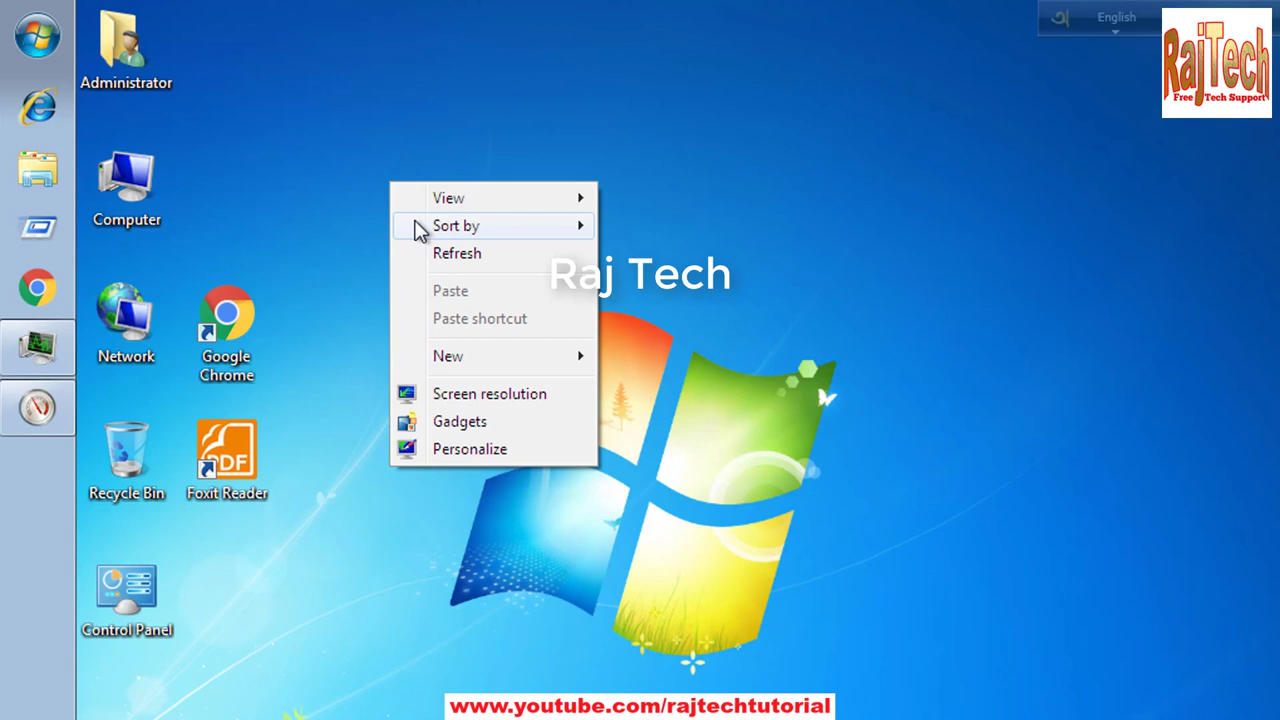 Administrator
Computer
Network
Google
Chrome
Recycle Bin
Foxit Reader
PDF
Control Panel
View
Sort by
Refresh
Paste
Paste shortcut
New
Screen resolution
Gadgets
Personalize
Raj Tech
English
RajTech
Free Tech Support
www.youtube.com/rajtechtutorial